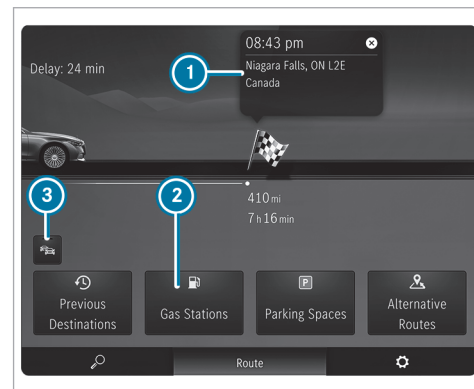 08:43 pm
Delay: 24 min
1
Niagara Falls, ON L2E
Canada
3
2
410 mi
7 h 16 min
P
Previous
Destinations
Gas Stations
Parking Spaces
Alternative
Routes
Route